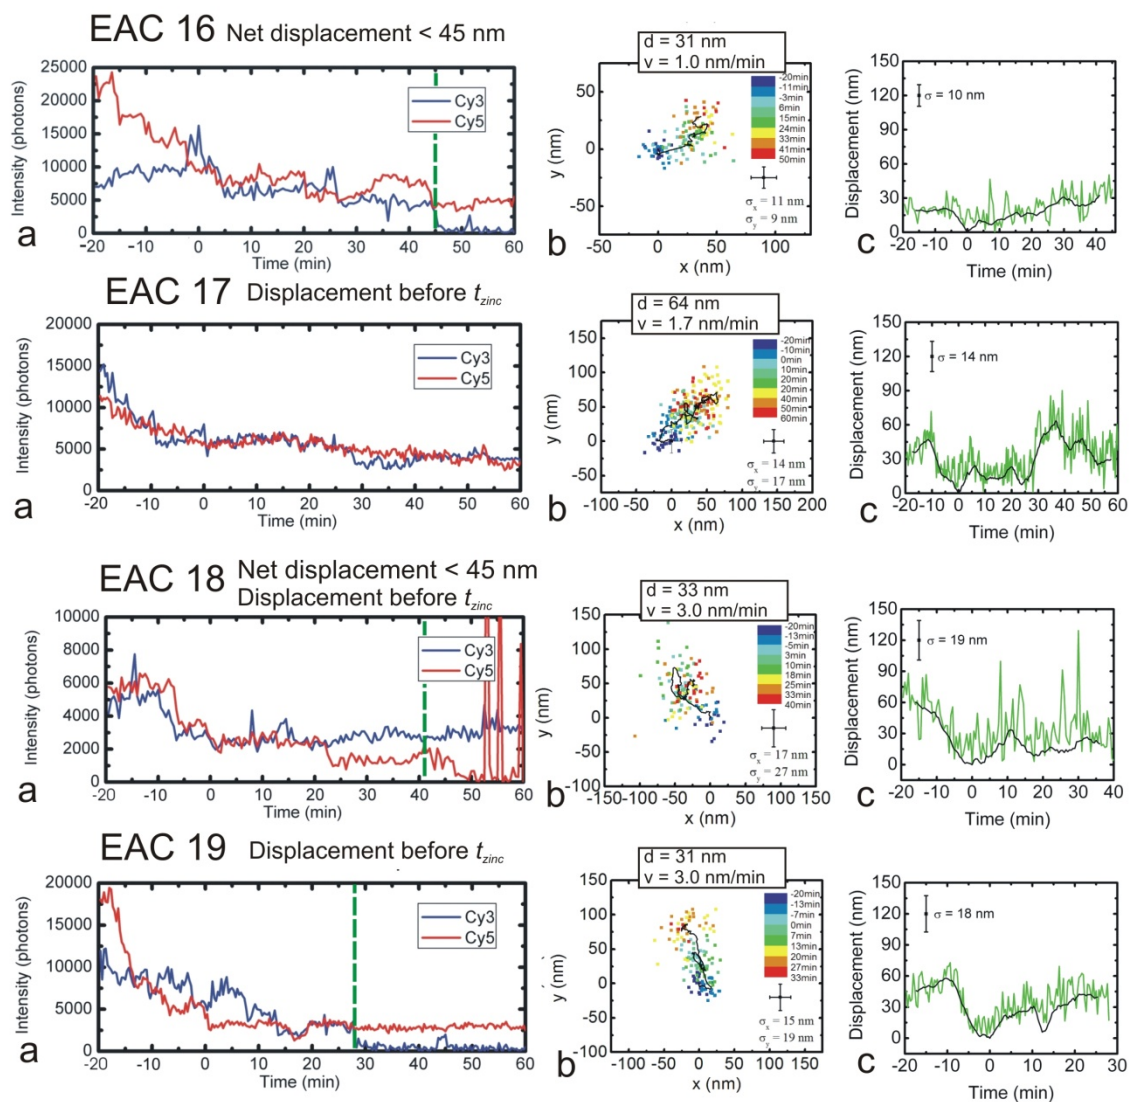 EAC 16 Net displacement < 45 nm
Intensity (photons)
25000
20000
15000
10000
5000
0
Cy3
Cy5
-20 -10 0 10 20 30 40 50 60
Time (min)
a
d = 31 nm
v = 1.0 nm/min
y (nm)
50
0
-50
-20min
-11min
-3min
6min
15min
24min
33min
41min
50min
σx = 11 nm
σy = 9 nm
-50 0 50 100
x (nm)
b
Displacement (nm)
150
120
90
60
30
0
σ = 10 nm
-20 -10 0 10 20 30 40
Time (min)
c
EAC 17 Displacement before tzinc
Intensity (photons)
20000
15000
10000
5000
0
Cy3
Cy5
-20 -10 0 10 20 30 40 50 60
Time (min)
a
d = 64 nm
v = 1.7 nm/min
y (nm)
150
100
50
0
-50
-20min
-10min
0min
10min
20min
20min
40min
50min
60min
σx = 14 nm
σy = 17 nm
-100 -50 0 50 100 150 200
x (nm)
b
Displacement (nm)
150
120
90
60
30
0
σ = 14 nm
-20 -10 0 10 20 30 40 50 60
Time (min)
c
EAC 18 Net displacement < 45 nm
Displacement before tzinc
Intensity (photons)
10000
8000
6000
4000
2000
0
Cy3
Cy5
-20 -10 0 10 20 30 40 50 60
Time (min)
a
d = 33 nm
v = 3.0 nm/min
y (nm)
150
100
50
0
-50
-100
-20min
-13min
-5min
3min
10min
18min
25min
33min
40min
σx = 17 nm
σy = 27 nm
-150 -100 -50 0 50 100 150
x (nm)
b
Displacement (nm)
150
120
90
60
30
0
σ = 19 nm
-20 -10 0 10 20 30 40
Time (min)
c
EAC 19 Displacement before tzinc
Intensity (photons)
20000
15000
10000
5000
0
Cy3
Cy5
-20 -10 0 10 20 30 40 50 60
Time (min)
a
d = 31 nm
v = 3.0 nm/min
y (nm)
150
100
50
0
-50
-100
-20min
-13min
-7min
0min
7min
13min
20min
27min
33min
σx = 15 nm
σy = 19 nm
-100 -50 0 50 100 150
x (nm)
b
Displacement (nm)
150
120
90
60
30
0
σ = 18 nm
-20 -10 0 10 20 30
Time (min)
c